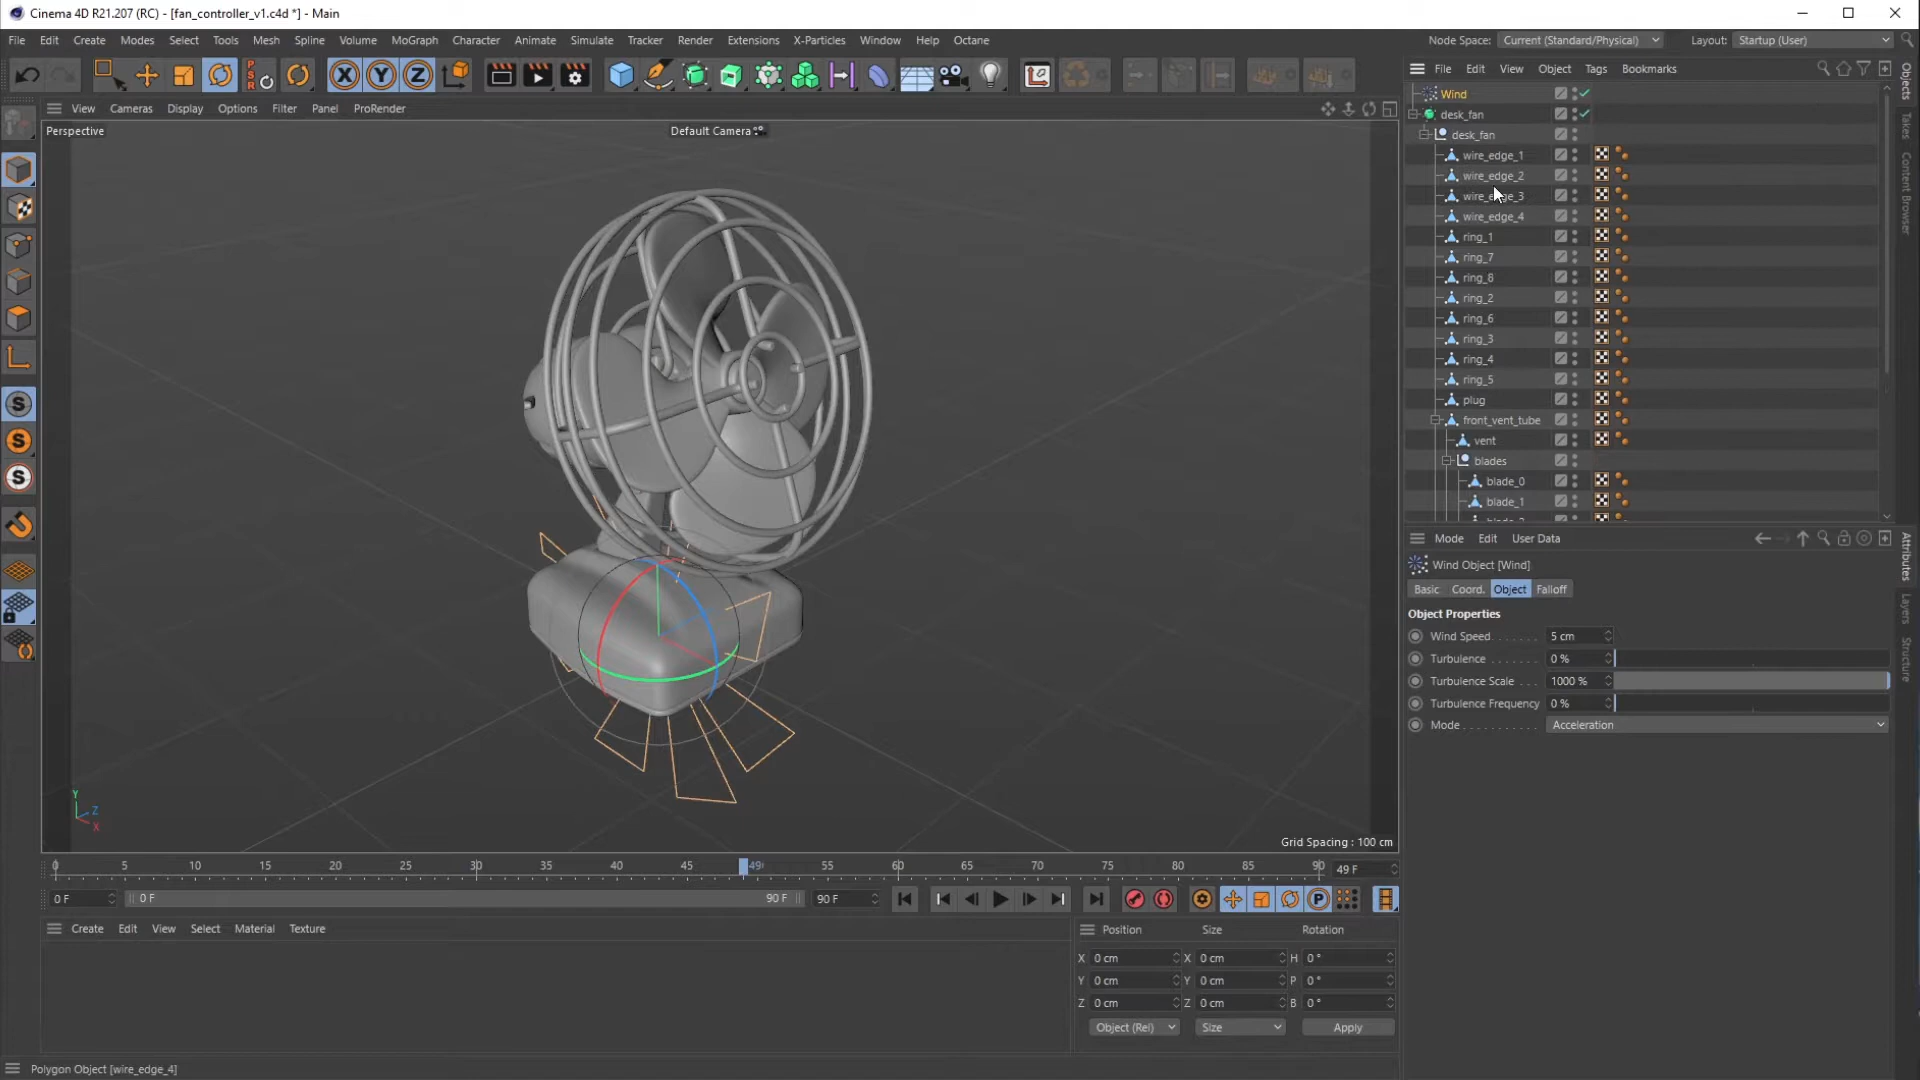 Cinema 4D R21.207 (RC) - [fan_controller_v1.c4d *] - Main
File Edit Create Modes Select Tools Mesh Spline Volume MoGraph Character Animate Simulate Tracker Render Extensions X-Particles Window Help Octane
Node Space: Current (Standard/Physical) Layout: Startup (User)
X Y Z
File Edit View Object Tags Bookmarks
View Cameras Display Options Filter Panel ProRender
Perspective
Default Camera
Wind
desk_fan
desk_fan
wire_edge_1
wire_edge_2
wire_edge_3
wire_edge_4
ring_1
ring_7
ring_8
ring_2
ring_6
ring_3
ring_4
ring_5
plug
front_vent_tube
vent
blades
blade_0
blade_1
Objects
Takes
Content Browser
Mode Edit User Data
Wind Object [Wind]
Basic Coord. Object Falloff
Object Properties
Wind Speed 5 cm
Turbulence 0 %
Turbulence Scale 1000 %
Turbulence Frequency 0 %
Mode Acceleration
Attributes
Layers
Structure
Y Z X
Grid Spacing : 100 cm
0 5 10 15 20 25 30 35 40 45 49 55 60 65 70 75 80 85 90 49 F
0 F 0 F 90 F 90 F
Create Edit View Select Material Texture
Position Size Rotation
X 0 cm X 0 cm H 0 °
Y 0 cm Y 0 cm P 0 °
Z 0 cm Z 0 cm B 0 °
Object (Rel) Size Apply
Polygon Object [wire_edge_4]